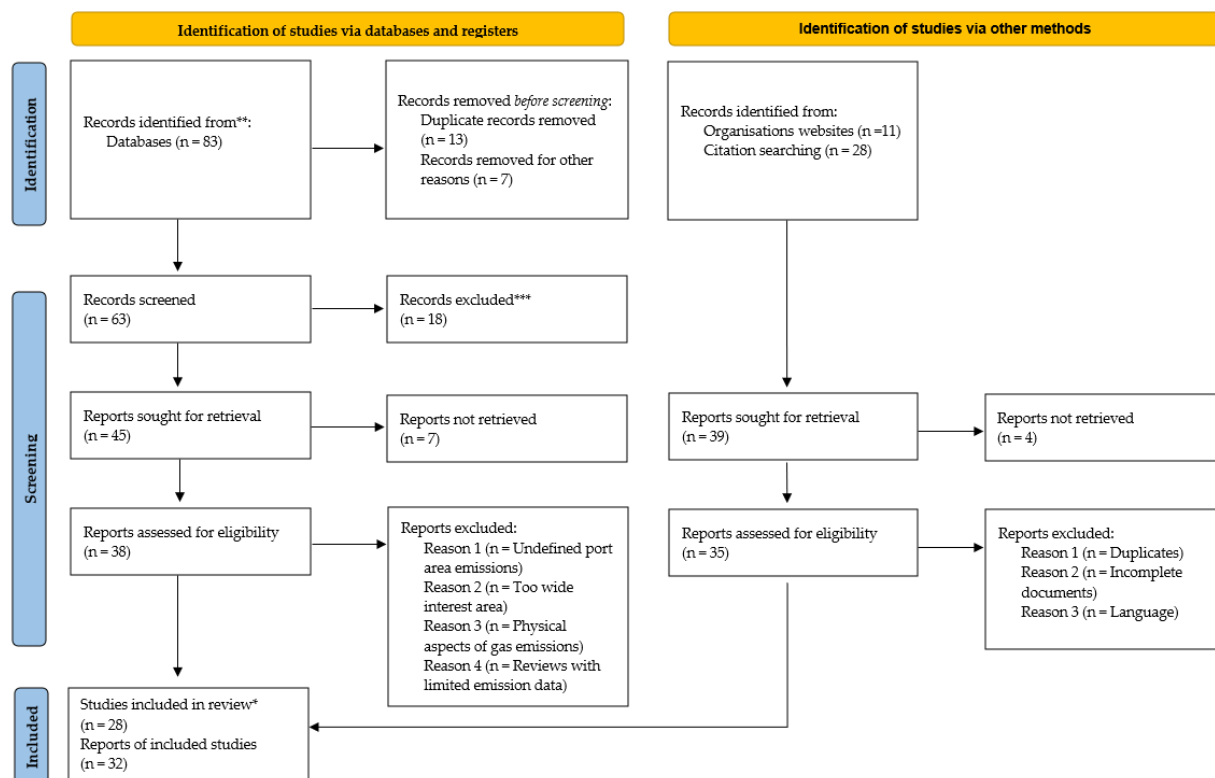 Identification of studies via databases and registers
Identification of studies via other methods
Identification
Records identified from**:
Databases (n = 83)
Records removed before screening:
Duplicate records removed
(n = 13)
Records removed for other
reasons (n = 7)
Records identified from:
Organisations websites (n =11)
Citation searching (n = 28)
Screening
Records screened
(n = 63)
Records excluded***
(n = 18)
Reports sought for retrieval
(n = 45)
Reports not retrieved
(n = 7)
Reports sought for retrieval
(n = 39)
Reports not retrieved
(n = 4)
Reports assessed for eligibility
(n = 38)
Reports excluded:
Reason 1 (n = Undefined port
area emissions)
Reason 2 (n = Too wide
interest area)
Reason 3 (n = Physical
aspects of gas emissions)
Reason 4 (n = Reviews with
limited emission data)
Reports assessed for eligibility
(n = 35)
Reports excluded:
Reason 1 (n = Duplicates)
Reason 2 (n = Incomplete
documents)
Reason 3 (n = Language)
Included
Studies included in review*
(n = 28)
Reports of included studies
(n = 32)